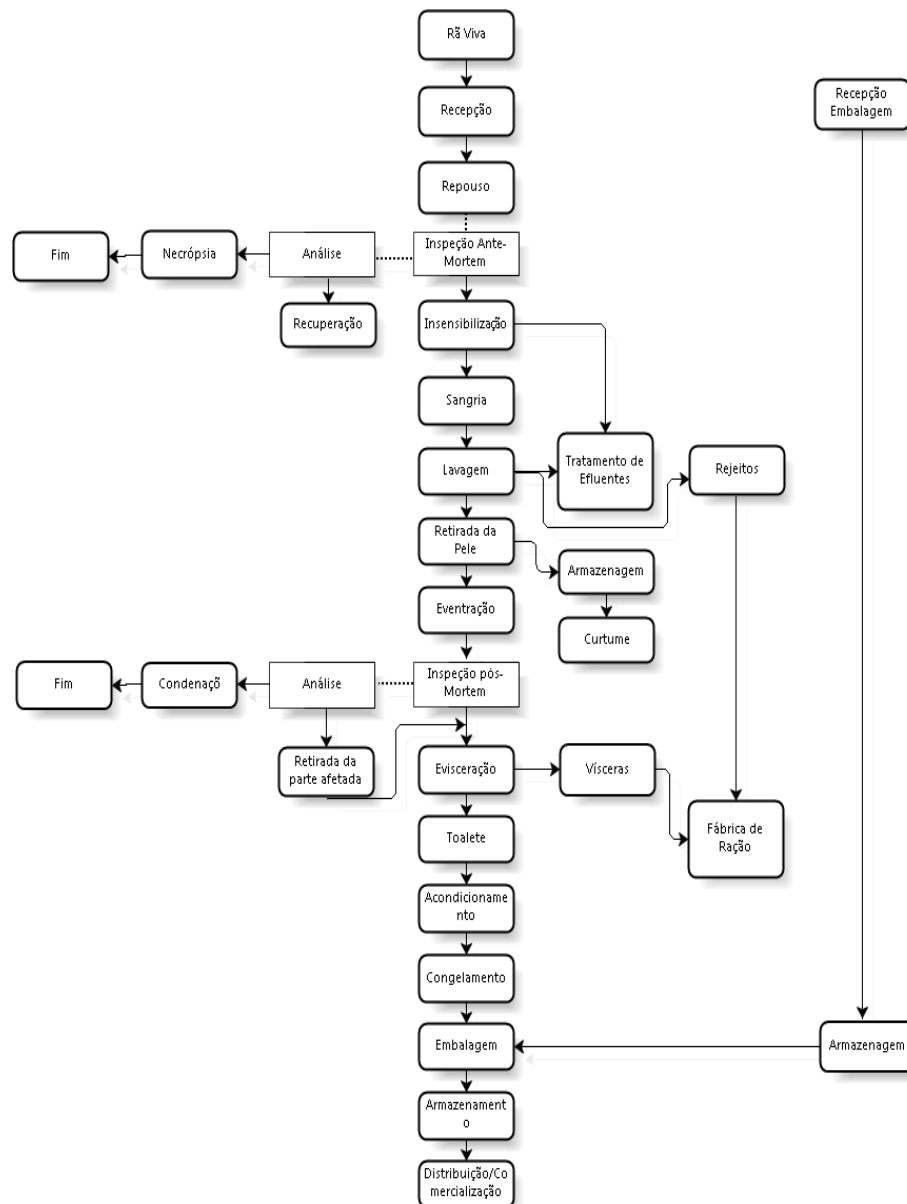 Rã Viva
Recepção
Embalagem
Recepção
Repouso
Fim
Necrópsia
Análise
Inspeção Ante-
Mortem
Recuperação
Insensibilização
Sangria
Lavagem
Tratamento de
Efluentes
Rejeitos
Retirada da
Pele
Armazenagem
Eventração
Curtume
Fim
Condenaçõ
Análise
Inspeção pós-
Mortem
Retirada da
parte afetada
Evisceração
Vísceras
Toalete
Fábrica de
Ração
Acondicioname
nto
Congelamento
Embalagem
Armazenagem
Armazenament
o
Distribuição/Co
mercialização